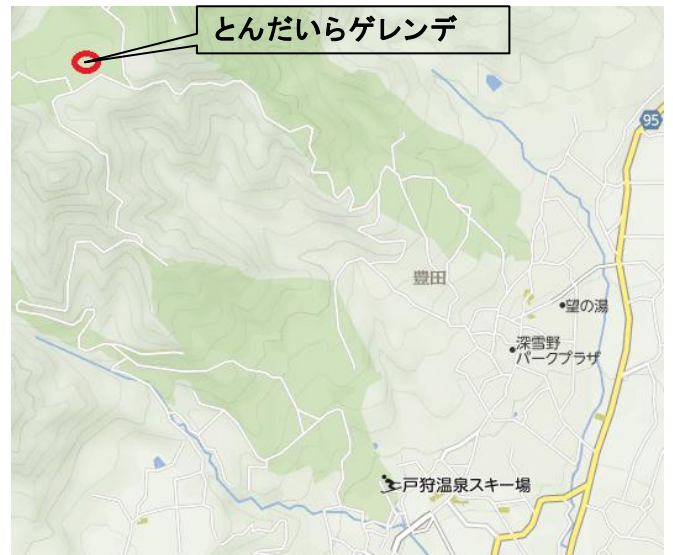 とんだいらゲレンデ
95
豊田
望の湯
深雪野
パークプラザ
戸狩温泉スキー場